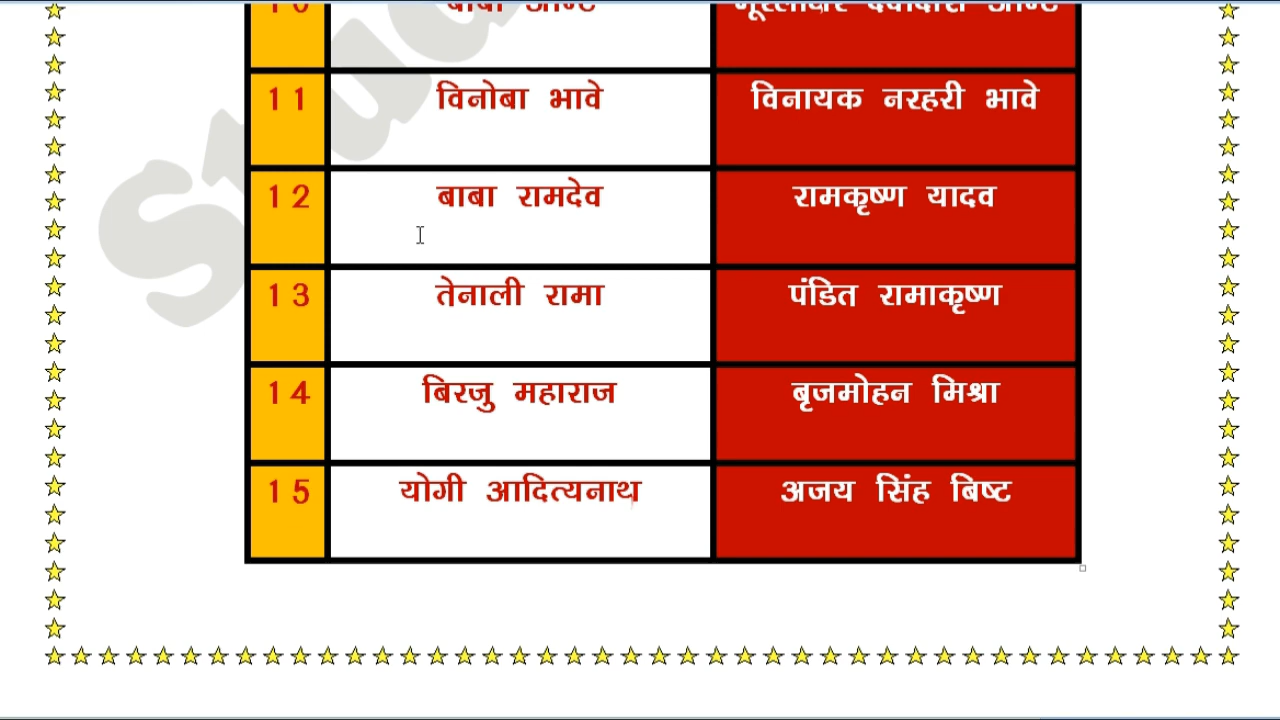 11 विनोबा भावे विनायक नरहरी भावे
12 बाबा रामदेव रामकृष्ण यादव
13 तेनाली रामा पंडित रामाकृष्ण
14 बिरजु महाराज बृजमोहन मिश्रा
15 योगी आदित्यनाथ अजय सिंह बिष्ट